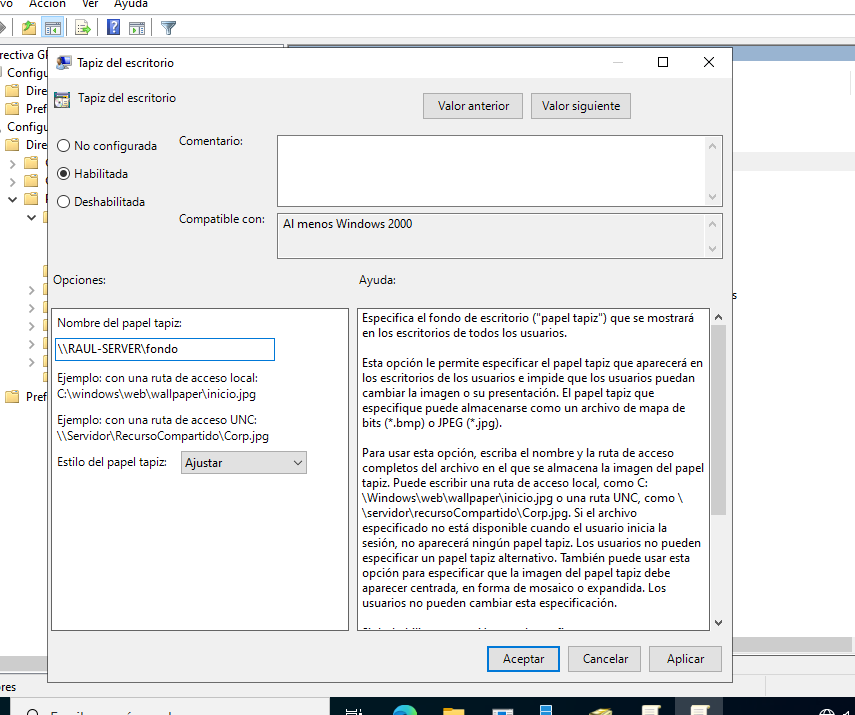 Acción Ver Ayuda
Tapiz del escritorio
Tapiz del escritorio
Valor anterior
Valor siguiente
No configurada
Habilitada
Deshabilitada
Comentario:
Compatible con:
Al menos Windows 2000
Opciones:
Ayuda:
Nombre del papel tapiz:
\\RAUL-SERVER\fondo
Ejemplo: con una ruta de acceso local:
C:\windows\web\wallpaper\inicio.jpg
Ejemplo: con una ruta de acceso UNC:
\\Servidor\RecursoCompartido\Corp.jpg
Estilo del papel tapiz:
Ajustar
Especifica el fondo de escritorio ("papel tapiz") que se mostrará
en los escritorios de todos los usuarios.
Esta opción le permite especificar el papel tapiz que aparecerá en
los escritorios de los usuarios e impide que los usuarios puedan
cambiar la imagen o su presentación. El papel tapiz que
especifique puede almacenarse como un archivo de mapa de
bits (*.bmp) o JPEG (*.jpg).
Para usar esta opción, escriba el nombre y la ruta de acceso
completos del archivo en el que se almacena la imagen del papel
tapiz. Puede escribir una ruta de acceso local, como C:
\Windows\web\wallpaper\inicio.jpg o una ruta UNC, como \
\servidor\recursoCompartido\Corp.jpg. Si el archivo
especificado no está disponible cuando el usuario inicia la
sesión, no aparecerá ningún papel tapiz. Los usuarios no pueden
especificar un papel tapiz alternativo. También puede usar esta
opción para especificar que la imagen del papel tapiz debe
aparecer centrada, en forma de mosaico o expandida. Los
usuarios no pueden cambiar esta especificación.
Aceptar
Cancelar
Aplicar